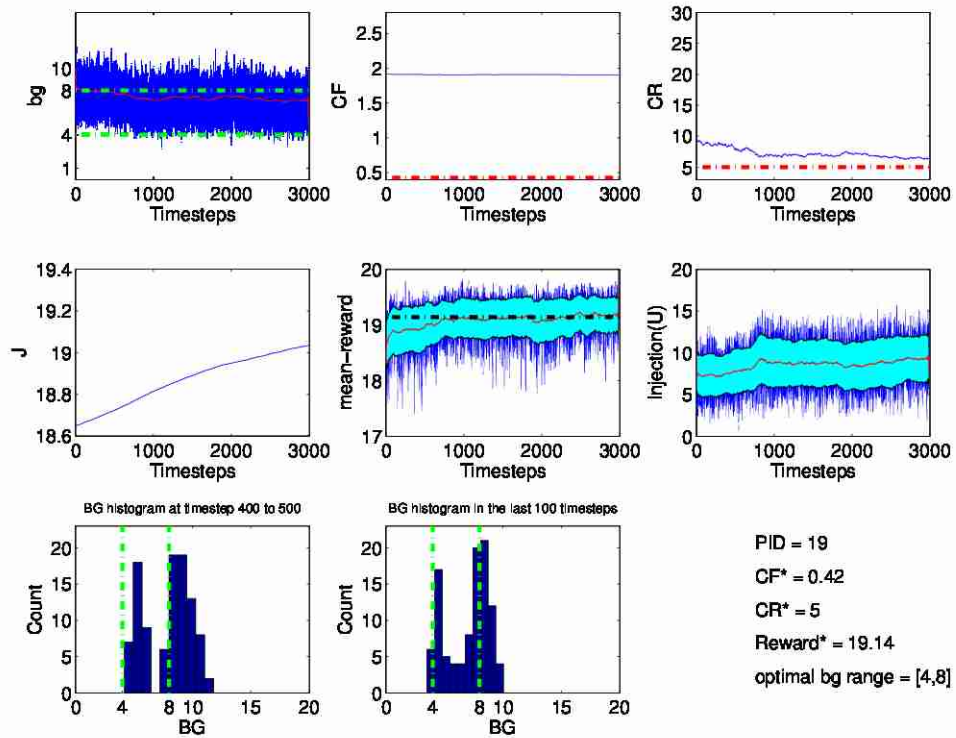 bg
10
8
4
1
0 1000 2000 3000
Timesteps
CF
2.5
2
1.5
1
0.5
0 1000 2000 3000
Timesteps
CR
30
25
20
15
10
5
0 1000 2000 3000
Timesteps
J
19.4
19.2
19
18.8
18.6
0 1000 2000 3000
Timesteps
mean-reward
20
19
18
17
0 1000 2000 3000
Timesteps
Injection(U)
20
15
10
5
0
0 1000 2000 3000
Timesteps
BG histogram at timestep 400 to 500
Count
20
15
10
5
0
0 4 8 10 15 20
BG
BG histogram in the last 100 timesteps
Count
20
15
10
5
0
0 4 8 10 15 20
BG
PID = 19
CF* = 0.42
CR* = 5
Reward* = 19.14
optimal bg range = [4,8]